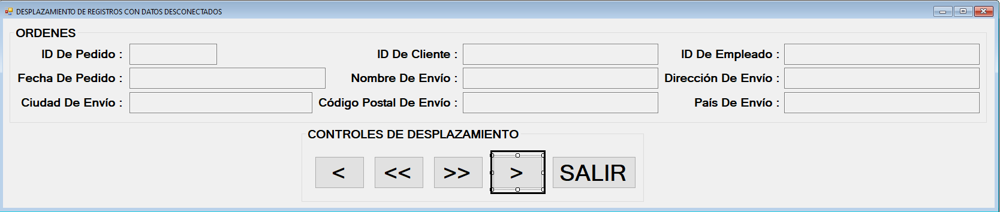 DESPLAZAMIENTO DE REGISTROS CON DATOS DESCONECTADOS
ORDENES
ID De Pedido : ID De Cliente : ID De Empleado :
Fecha De Pedido : Nombre De Envío : Dirección De Envío :
Ciudad De Envío : Código Postal De Envío : País De Envío :
CONTROLES DE DESPLAZAMIENTO
< << >> > SALIR